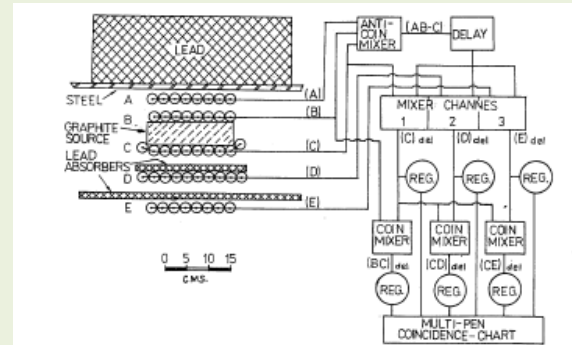 LEAD
STEEL
A
B
GRAPHITE
SOURCE
C
LEAD
ABSORBERS
D
E
0 5 10 15
C.M.S.
(A)
(B)
(C)
(D)
(E)
ANTI-
COIN
MIXER
(AB-C)
DELAY
MIXER CHANNES
1 2 3
(C)del
(D)del
(E)del
REG.
REG.
REG.
COIN
MIXER
COIN
MIXER
COIN
MIXER
(BC)del
(CD)del
(CE)del
REG.
REG.
REG.
MULTI-PEN
COINCIDENCE-CHART